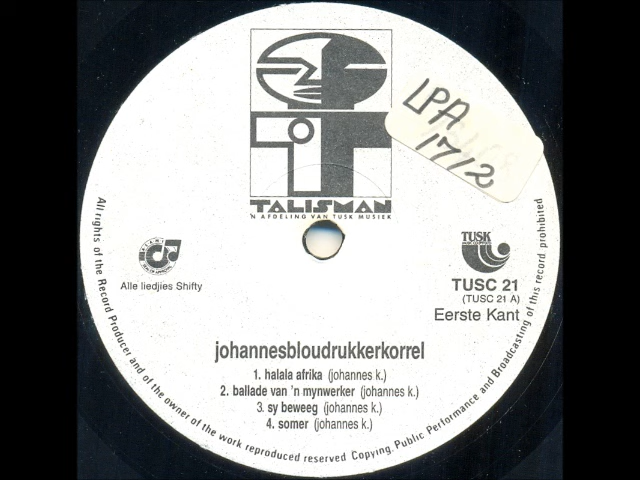 TALISMAN
'N AFDELING VAN TUSK MUSIEK
LPA
1712
TUSK
Alle liedjies Shifty
TUSC 21
(TUSC 21 A)
Eerste Kant
johannesbloudrukkerkorrel
1. halala afrika (johannes k.)
2. ballade van 'n mynwerker (johannes k.)
3. sy beweeg (johannes k.)
4. somer (johannes k.)
All rights of the Record Producer and of the owner of the work reproduced reserved. Copying, Public Performance and Broadcasting of this record prohibited